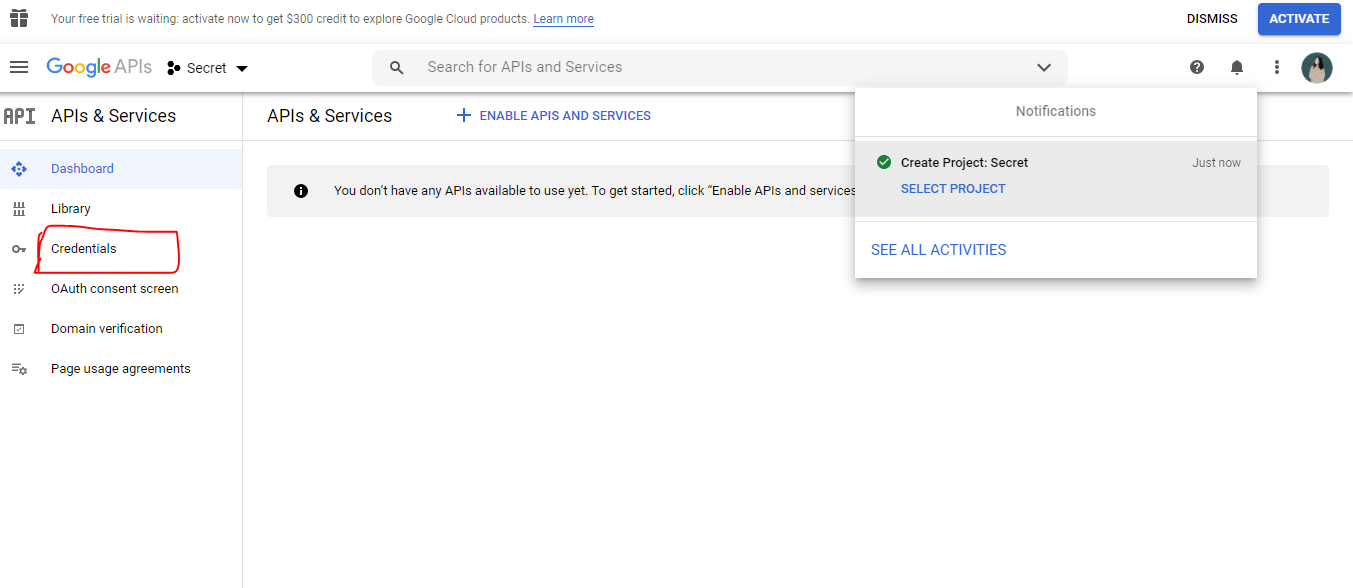 Your free trial is waiting: activate now to get $300 credit to explore Google Cloud products. Learn more
DISMISS
ACTIVATE
Google APIs
Secret
Search for APIs and Services
API
APIs & Services
APIs & Services
ENABLE APIS AND SERVICES
Notifications
Dashboard
Library
Credentials
OAuth consent screen
Domain verification
Page usage agreements
You don't have any APIs available to use yet. To get started, click “Enable APIs and services
Create Project: Secret
Just now
SELECT PROJECT
SEE ALL ACTIVITIES